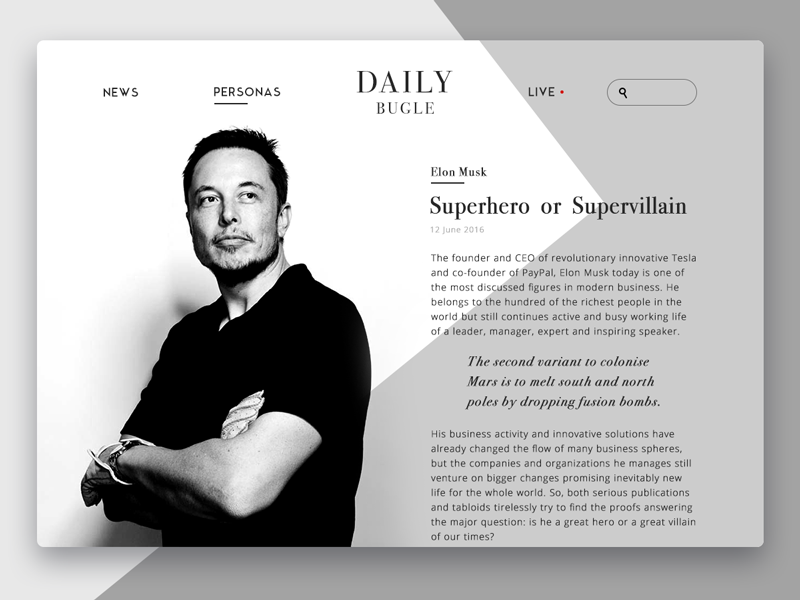 NEWS
PERSONAS
DAILY
BUGLE
LIVE
Elon Musk
Superhero or Supervillain
12 June 2016
The founder and CEO of revolutionary innovative Tesla
and co-founder of PayPal, Elon Musk today is one of
the most discussed figures in modern business. He
belongs to the hundred of the richest people in the
world but still continues active and busy working life
of a leader, manager, expert and inspiring speaker.
The second variant to colonise
Mars is to melt south and north
poles by dropping fusion bombs.
His business activity and innovative solutions have
already changed the flow of many business spheres,
but the companies and organizations he manages still
venture on bigger changes promising inevitably new
life for the whole world. So, both serious publications
and tabloids tirelessly try to find the proofs answering
the major question: is he a great hero or a great villain
of our times?